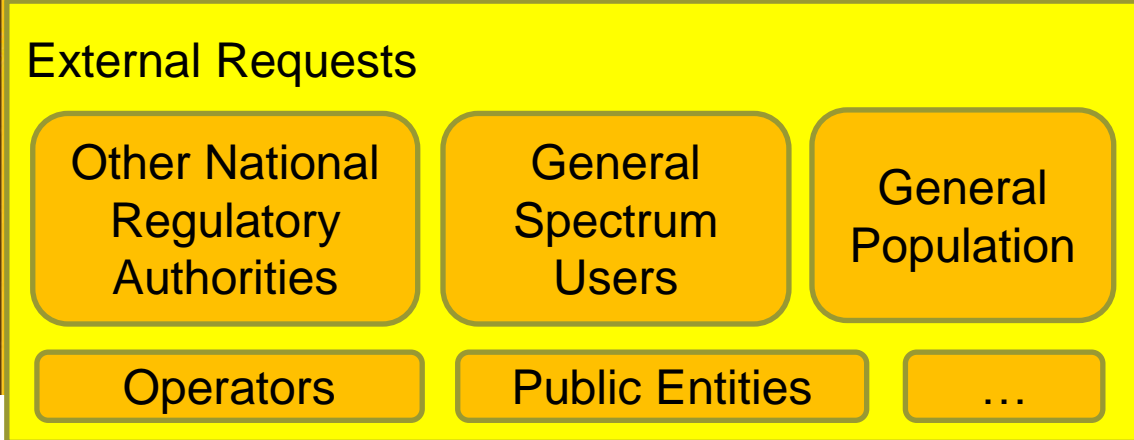 External Requests
Other National
Regulatory
Authorities
General
Spectrum
Users
General
Population
Operators
Public Entities
…